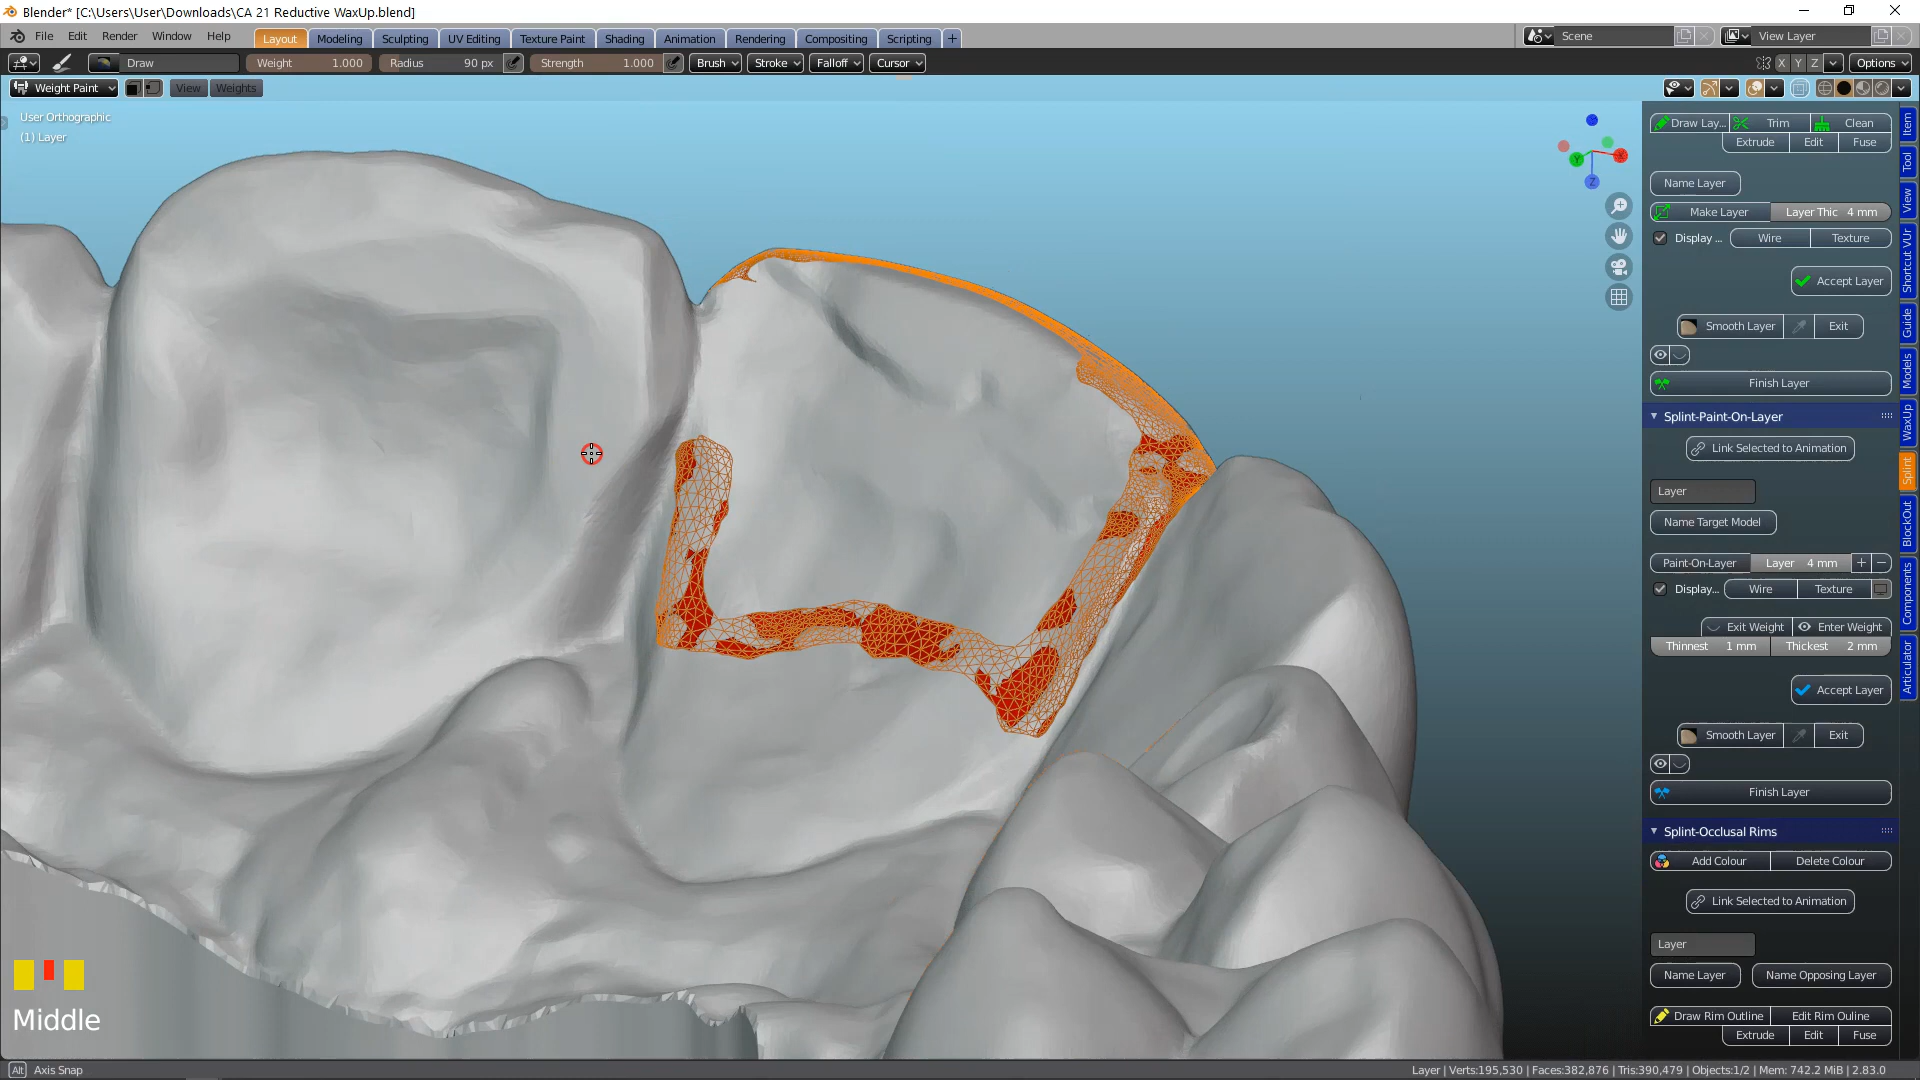 Blender* [C:\Users\User\Downloads\CA 21 Reductive WaxUp.blend]
File Edit Render Window Help Layout Modeling Sculpting UV Editing Texture Paint Shading Animation Rendering Compositing Scripting + Scene View Layer
Draw Weight 1.000 Radius 90 px Strength 1.000 Brush Stroke Falloff Cursor X Y Z Options
Weight Paint View Weights
User Orthographic
(1) Layer
X
Y
Z
Draw Lay... Trim Clean
Extrude Edit Fuse
Name Layer
Make Layer Layer Thic 4 mm
Display ... Wire Texture
Accept Layer
Smooth Layer Exit
Finish Layer
Splint-Paint-On-Layer
Link Selected to Animation
Layer
Name Target Model
Paint-On-Layer Layer 4 mm + −
Display... Wire Texture
Exit Weight Enter Weight
Thinnest 1 mm Thickest 2 mm
Accept Layer
Smooth Layer Exit
Finish Layer
Splint-Occlusal Rims
Add Colour Delete Colour
Link Selected to Animation
Layer
Name Layer Name Opposing Layer
Draw Rim Outline Edit Rim Ouline
Extrude Edit Fuse
Item
Tool
View
Shortcut VUr
Guide
Models
WaxUp
Splint
BlockOut
Components
Articulator
Middle
Alt Axis Snap
Layer | Verts:195,530 | Faces:382,876 | Tris:390,479 | Objects:1/2 | Mem: 742.2 MiB | 2.83.0